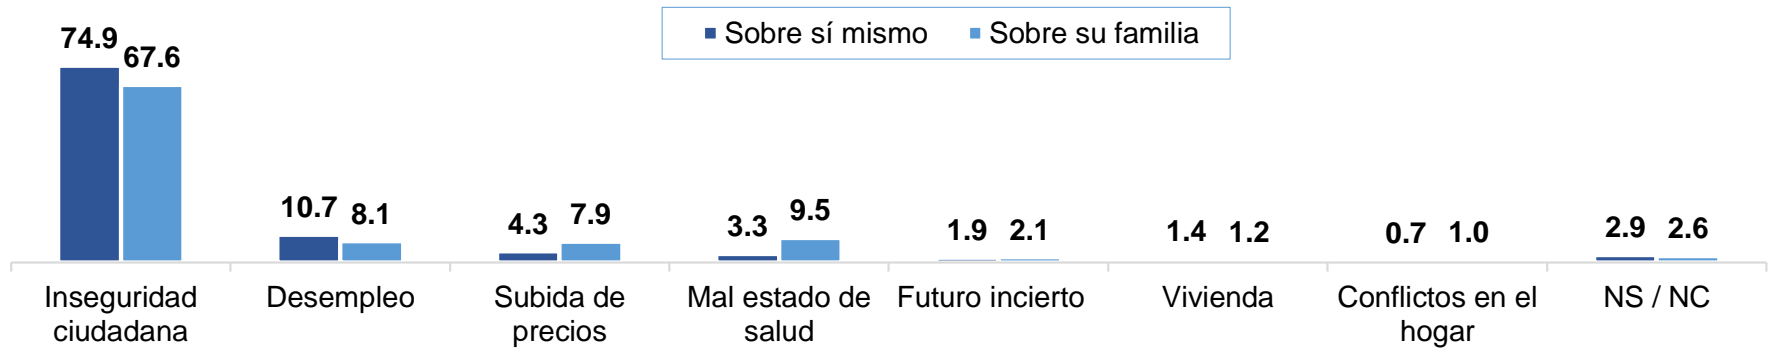 Sobre sí mismo Sobre su familia
74.9 67.6 10.7 8.1 4.3 7.9 3.3 9.5 1.9 2.1 1.4 1.2 0.7 1.0 2.9 2.6
Inseguridad Desempleo Subida de Mal estado de Futuro incierto Vivienda Conflictos en el NS / NC
ciudadana precios salud hogar